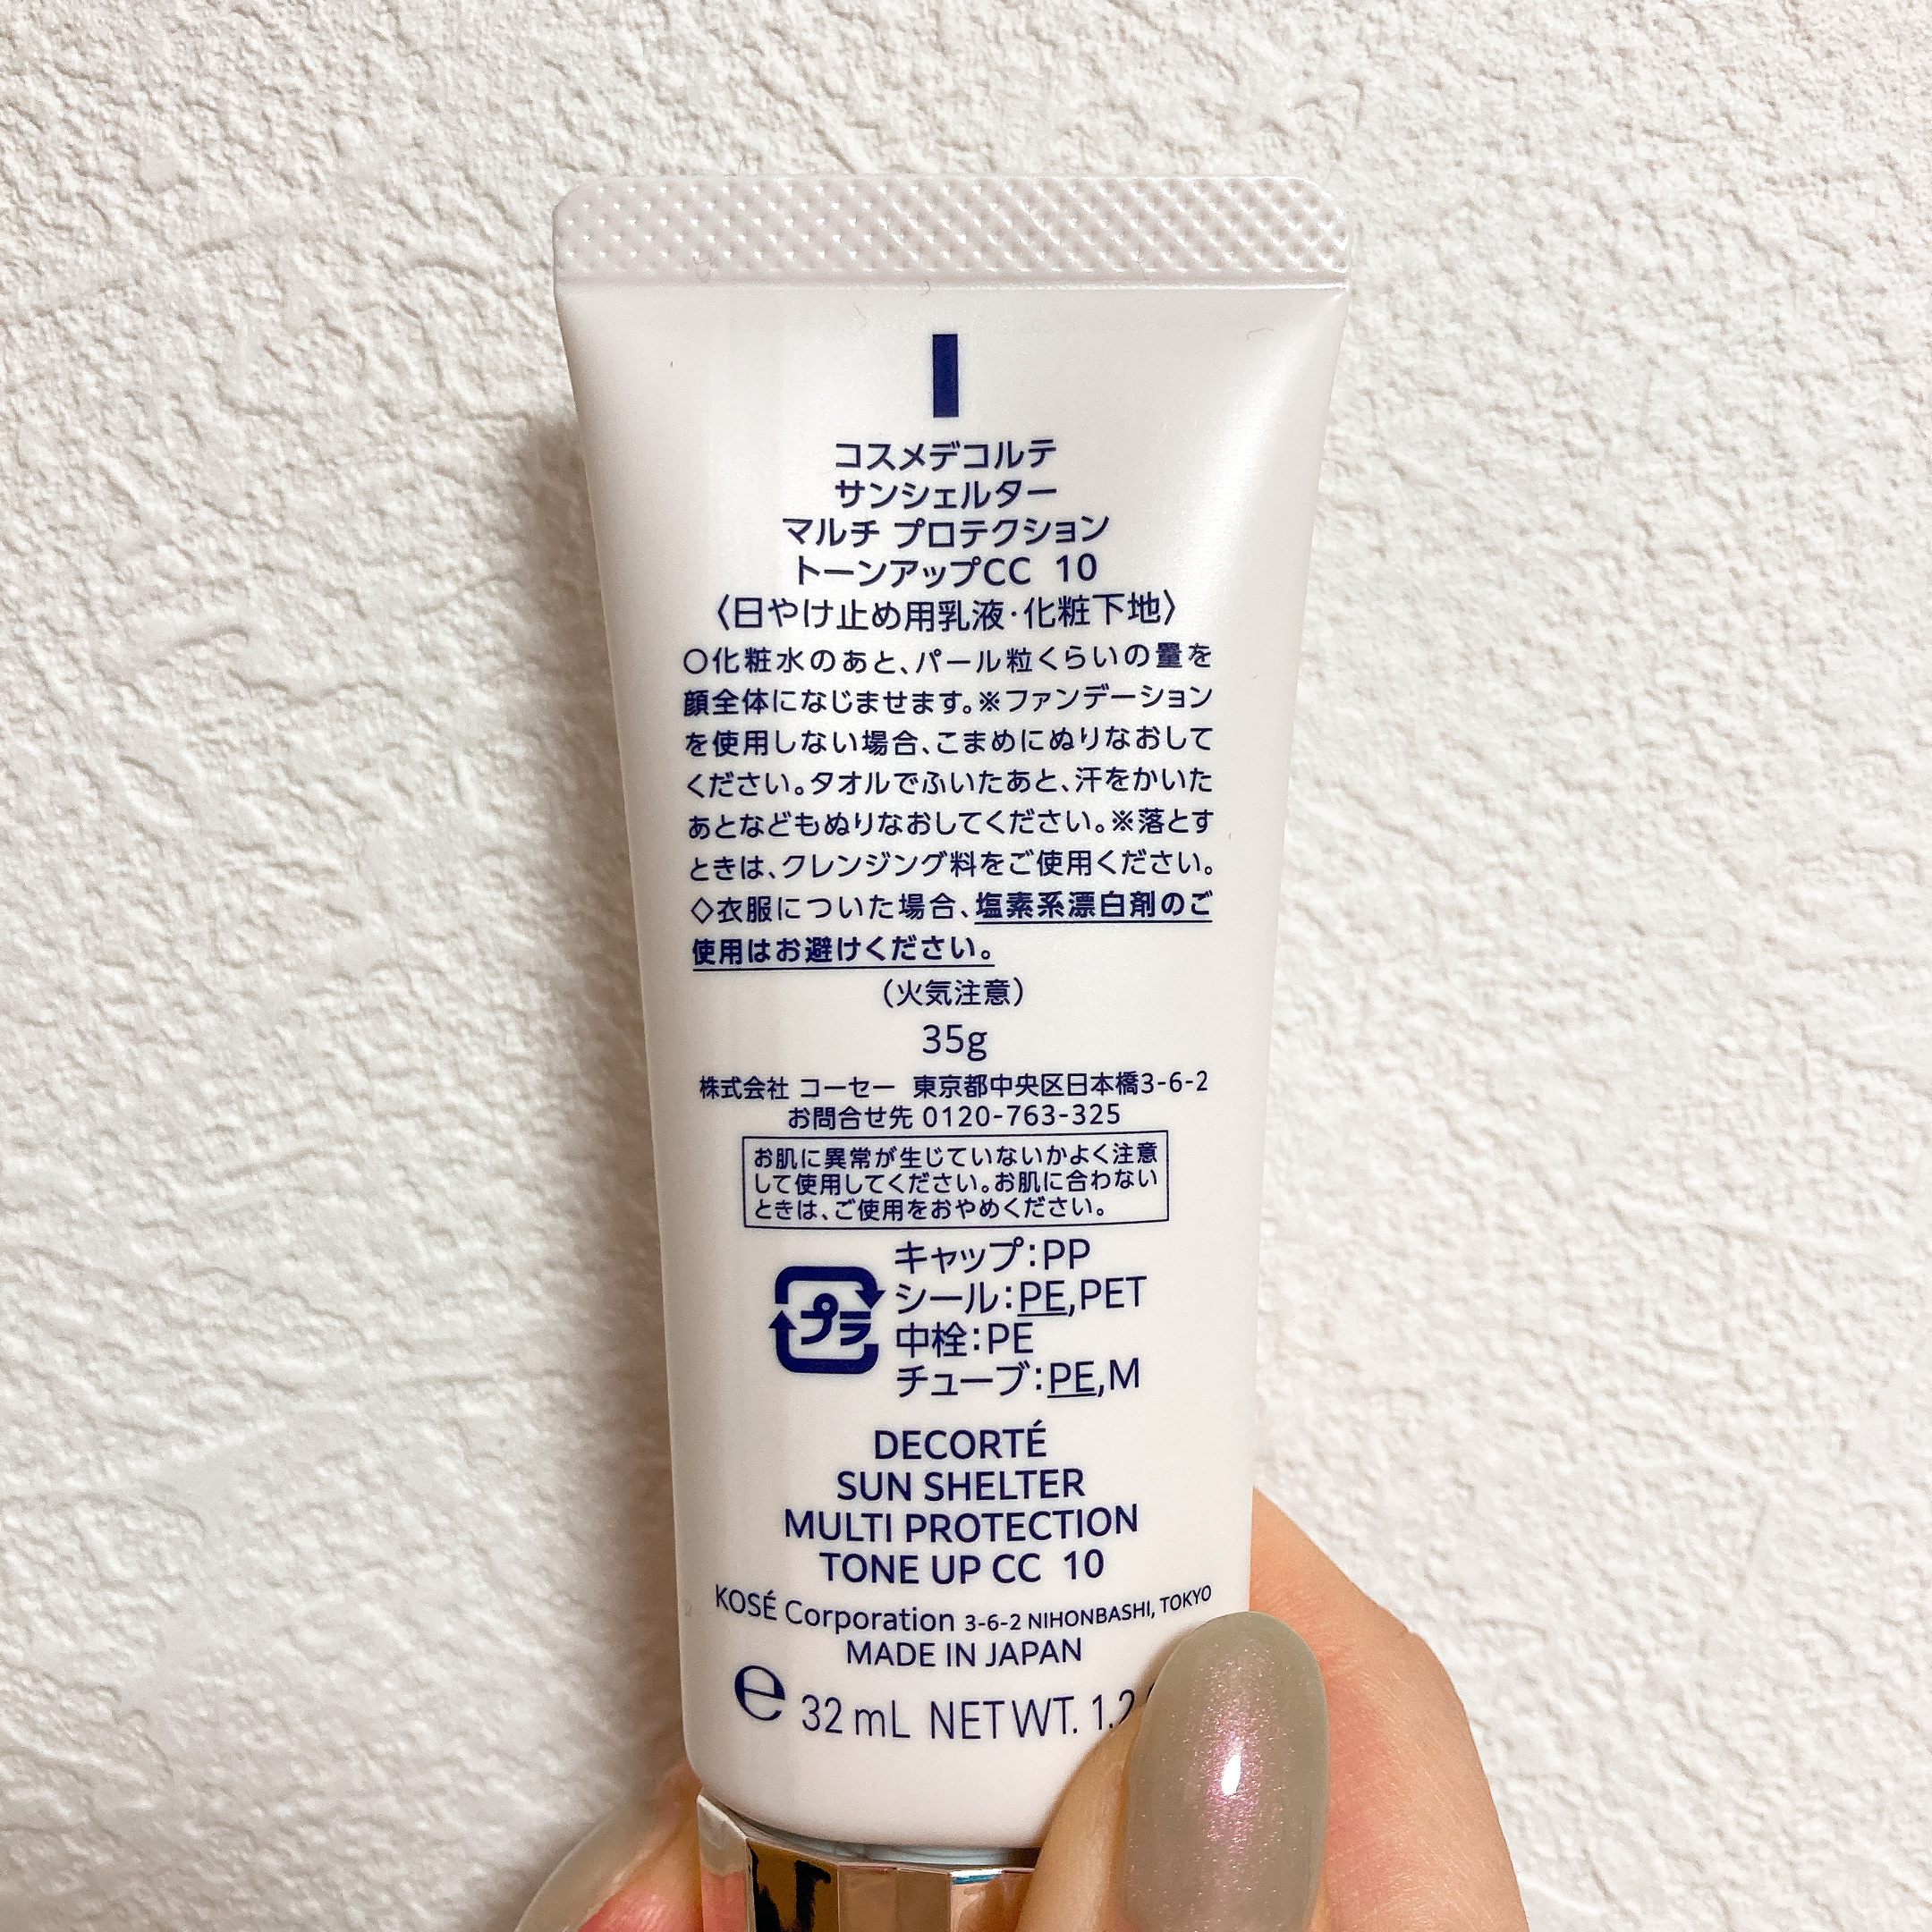 コスメデコルテ
サンシェルター
マルチ プロテクション
トーンアップCC 10
〈日やけ止め用乳液・化粧下地〉
○化粧水のあと、パール粒くらいの量を
顔全体になじませます。※ファンデーション
を使用しない場合、こまめにぬりなおして
ください。タオルでふいたあと、汗をかいた
あとなどもぬりなおしてください。※落とす
ときは、クレンジング料をご使用ください。
◇衣服についた場合、塩素系漂白剤のご
使用はお避けください。
(火気注意)
35g
株式会社 コーセー 東京都中央区日本橋3-6-2
お問合せ先 0120-763-325
お肌に異常が生じていないかよく注意
して使用してください。お肌に合わない
ときは、ご使用をおやめください。
キャップ:PP
シール:PE,PET
プラ
中栓:PE
チューブ:PE,M
DECORTÉ
SUN SHELTER
MULTI PROTECTION
TONE UP CC 10
KOSÉ Corporation 3-6-2 NIHONBASHI, TOKYO
MADE IN JAPAN
e 32 mL NET WT.